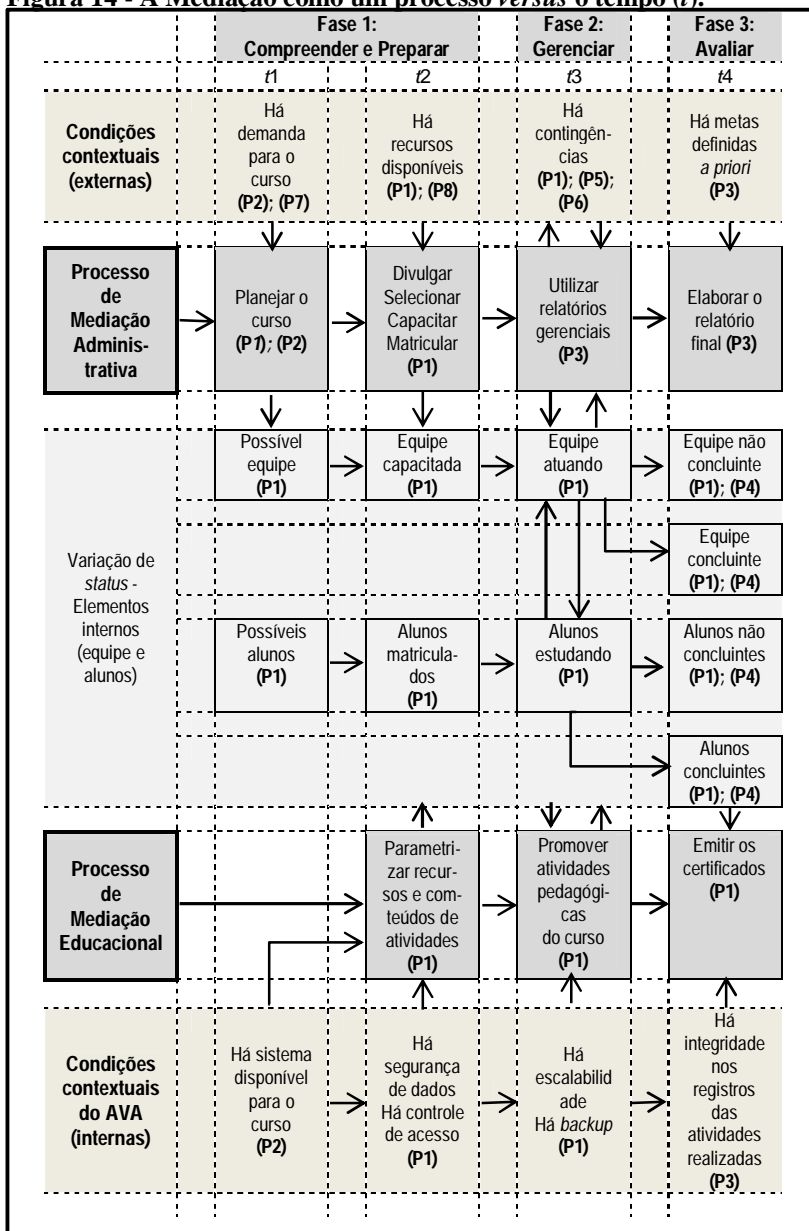 Figura 14 - A Mediação como um processo versus o tempo (t).
Fase 1:
Compreender e Preparar
Fase 2:
Gerenciar
Fase 3:
Avaliar
t1
t2
t3
t4
Condições
contextuais
(externas)
Há
demanda
para o
curso
(P2); (P7)
Há
recursos
disponíveis
(P1); (P8)
Há
contingên-
cias
(P1); (P5);
(P6)
Há metas
definidas
a priori
(P3)
Processo
de
Mediação
Adminis-
trativa
Planejar o
curso
(P1); (P2)
Divulgar
Selecionar
Capacitar
Matricular
(P1)
Utilizar
relatórios
gerenciais
(P3)
Elaborar o
relatório
final (P3)
Variação de
status -
Elementos
internos
(equipe e
alunos)
Possível
equipe
(P1)
Equipe
capacitada
(P1)
Equipe
atuando
(P1)
Equipe não
concluinte
(P1); (P4)
Equipe
concluinte
(P1); (P4)
Possíveis
alunos
(P1)
Alunos
matricula-
dos
(P1)
Alunos
estudando
(P1)
Alunos não
concluintes
(P1); (P4)
Alunos
concluintes
(P1); (P4)
Processo
de
Mediação
Educacional
Parametri-
zar recur-
sos e con-
teúdos de
atividades
(P1)
Promover
atividades
pedagógi-
cas
do curso
(P1)
Emitir os
certificados
(P1)
Condições
contextuais
do AVA
(internas)
Há sistema
disponível
para o
curso
(P2)
Há
segurança
de dados
Há controle
de acesso
(P1)
Há
escalabilid
ade
Há backup
(P1)
Há
integridade
nos
registros
das
atividades
realizadas
(P3)